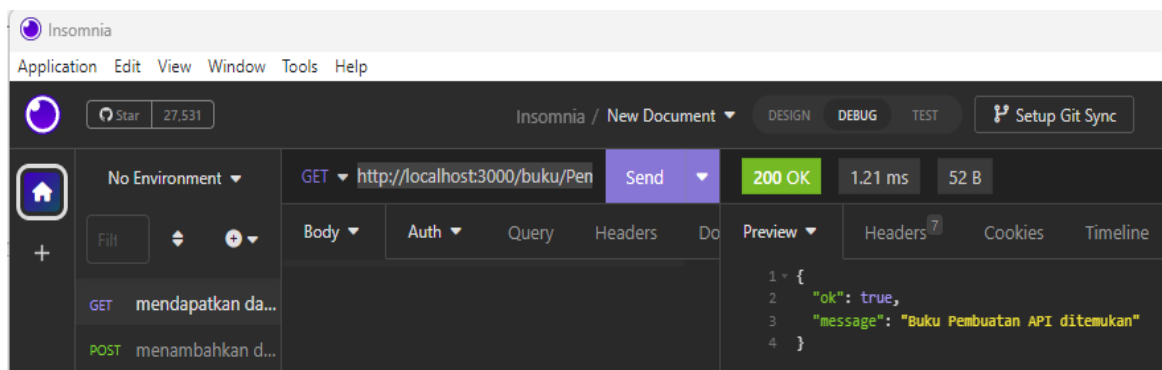 Insomnia
Application Edit View Window Tools Help
Star 27,531
Insomnia / New Document
DESIGN DEBUG TEST
Setup Git Sync
No Environment
GET http://localhost:3000/buku/Pen
Send
200 OK 1.21 ms 52 B
Filt
Body Auth Query Headers Do
Preview Headers 7 Cookies Timeline
GET mendapatkan da...
POST menambahkan d...
1 {
2 "ok": true,
3 "message": "Buku Pembuatan API ditemukan"
4 }